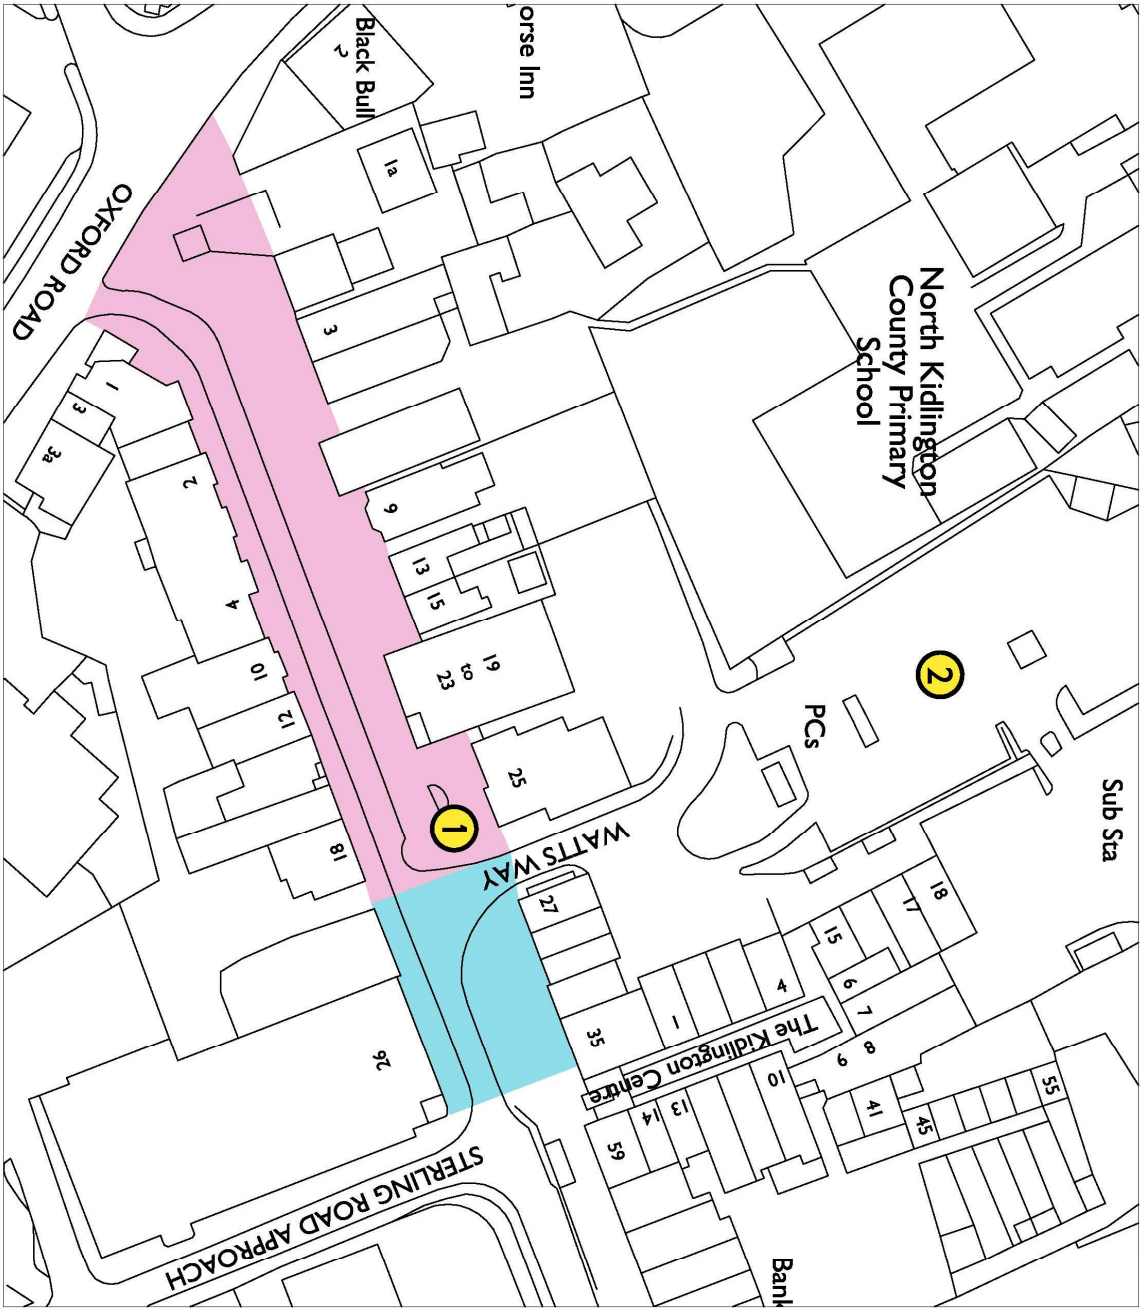 orse Inn
Black Bull
2
1a
OXFORD ROAD
North Kidlington
County Primary
School
3
1
3
3a
2
4
9
13
15
10
12
19
to
23
25
18
1
2
PCs
Sub Sta
WATTS WAY
27
35
26
18
17
15
6
7
4
1
The Kidlington Centre
8
9
10
13
14
59
41
45
55
STERLING ROAD APPROACH
Bank